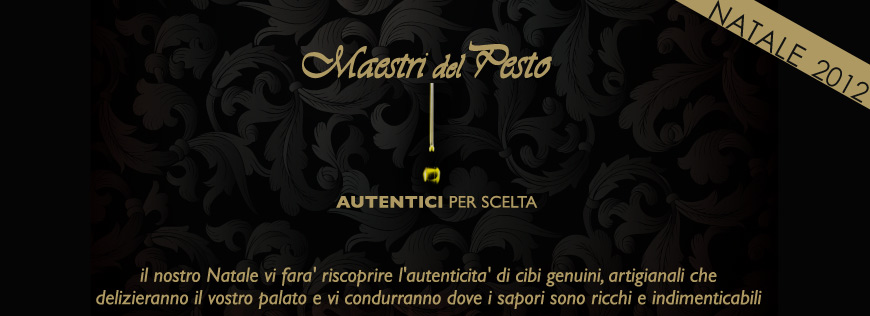 NATALE 2012
Maestri del Pesto
AUTENTICI PER SCELTA
il nostro Natale vi fara' riscoprire l'autenticita' di cibi genuini, artigianali che
delizieranno il vostro palato e vi condurranno dove i sapori sono ricchi e indimenticabili